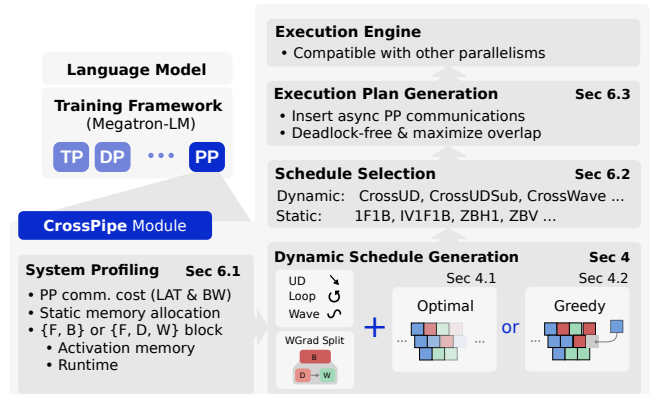 Language Model
Training Framework
(Megatron-LM)
TP DP ••• PP
CrossPipe Module
System Profiling Sec 6.1
• PP comm. cost (LAT & BW)
• Static memory allocation
• {F, B} or {F, D, W} block
• Activation memory
• Runtime
Execution Engine
• Compatible with other parallelisms
Execution Plan Generation Sec 6.3
• Insert async PP communications
• Deadlock-free & maximize overlap
Schedule Selection Sec 6.2
Dynamic: CrossUD, CrossUDSub, CrossWave ...
Static: 1F1B, IV1F1B, ZBH1, ZBV ...
Dynamic Schedule Generation Sec 4
UD
Loop
Wave
WGrad Split
B
D → W
+
Sec 4.1
Optimal
... ...
or
Sec 4.2
Greedy
... ...